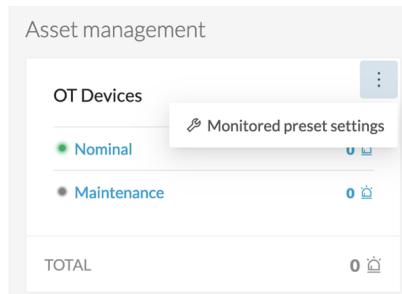 Asset management
OT Devices
Monitored preset settings
Nominal 0
Maintenance 0
TOTAL 0